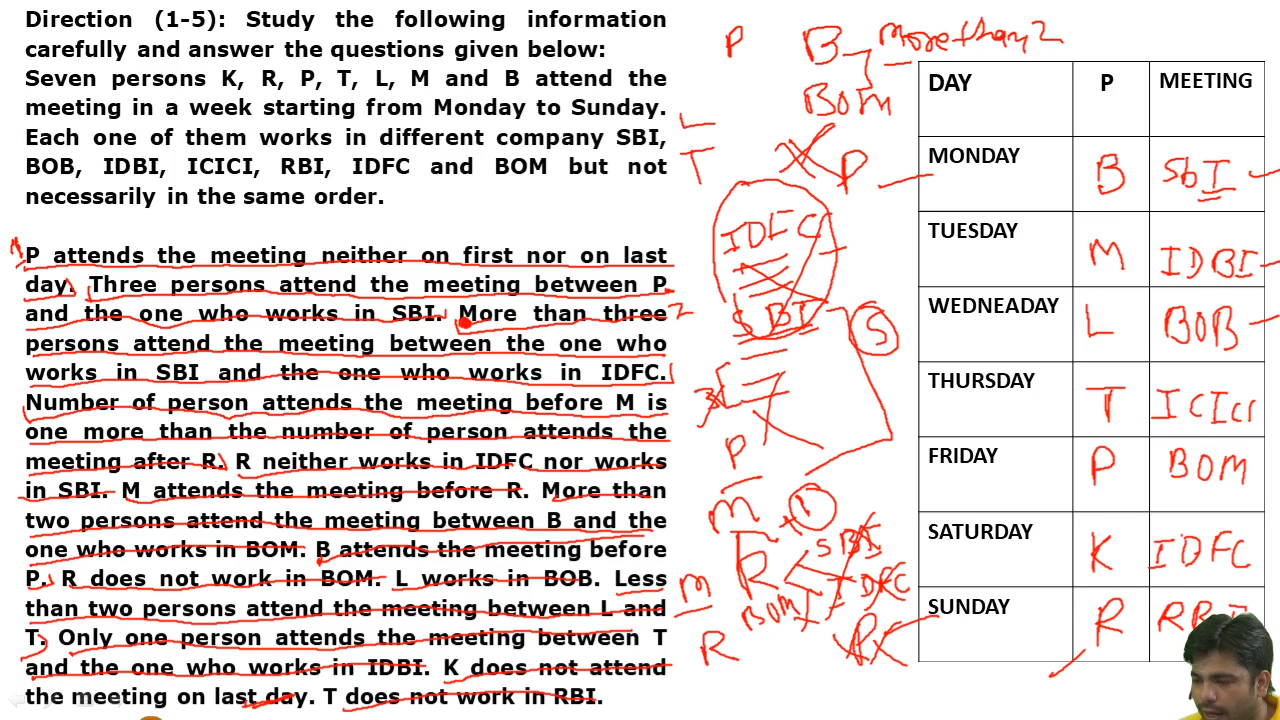 Direction (1-5): Study the following information
carefully and answer the questions given below:
Seven persons K, R, P, T, L, M and B attend the
meeting in a week starting from Monday to Sunday.
Each one of them works in different company SBI,
BOB, IDBI, ICICI, RBI, IDFC and BOM but not
necessarily in the same order.
P attends the meeting neither on first nor on last
day. Three persons attend the meeting between P
and the one who works in SBI. More than three
persons attend the meeting between the one who
works in SBI and the one who works in IDFC.
Number of person attends the meeting before M is
one more than the number of person attends the
meeting after R. R neither works in IDFC nor works
in SBI. M attends the meeting before R. More than
two persons attend the meeting between B and the
one who works in BOM. B attends the meeting before
P. R does not work in BOM. L works in BOB. Less
than two persons attend the meeting between L and
T. Only one person attends the meeting between T
and the one who works in IDBI. K does not attend
the meeting on last day. T does not work in RBI.
P B More than 2
BOM
L
T P
IDFC
SBI 5
P
M 1
R SBI
M IDFC
BOM
R
DAY P MEETING
MONDAY B SbI
TUESDAY M IDBI
WEDNEADAY L BOB
THURSDAY T ICICI
FRIDAY P BOM
SATURDAY K IDFC
SUNDAY R RBI